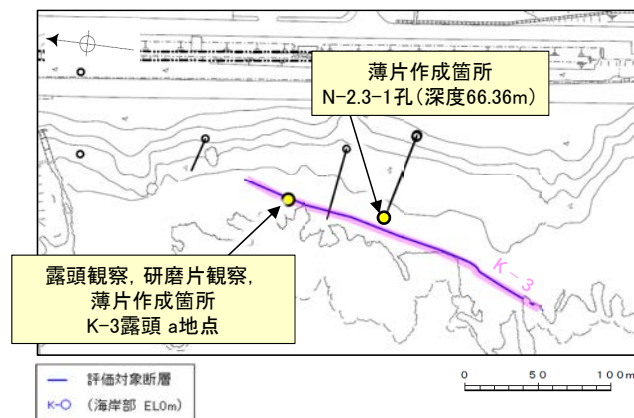 薄片作成箇所
N-2.3-1孔(深度66.36m)
K-3
露頭観察, 研磨片観察,
薄片作成箇所
K-3露頭 a地点
評価対象断層
K-○ (海岸部 EL0m)
0 50 100m